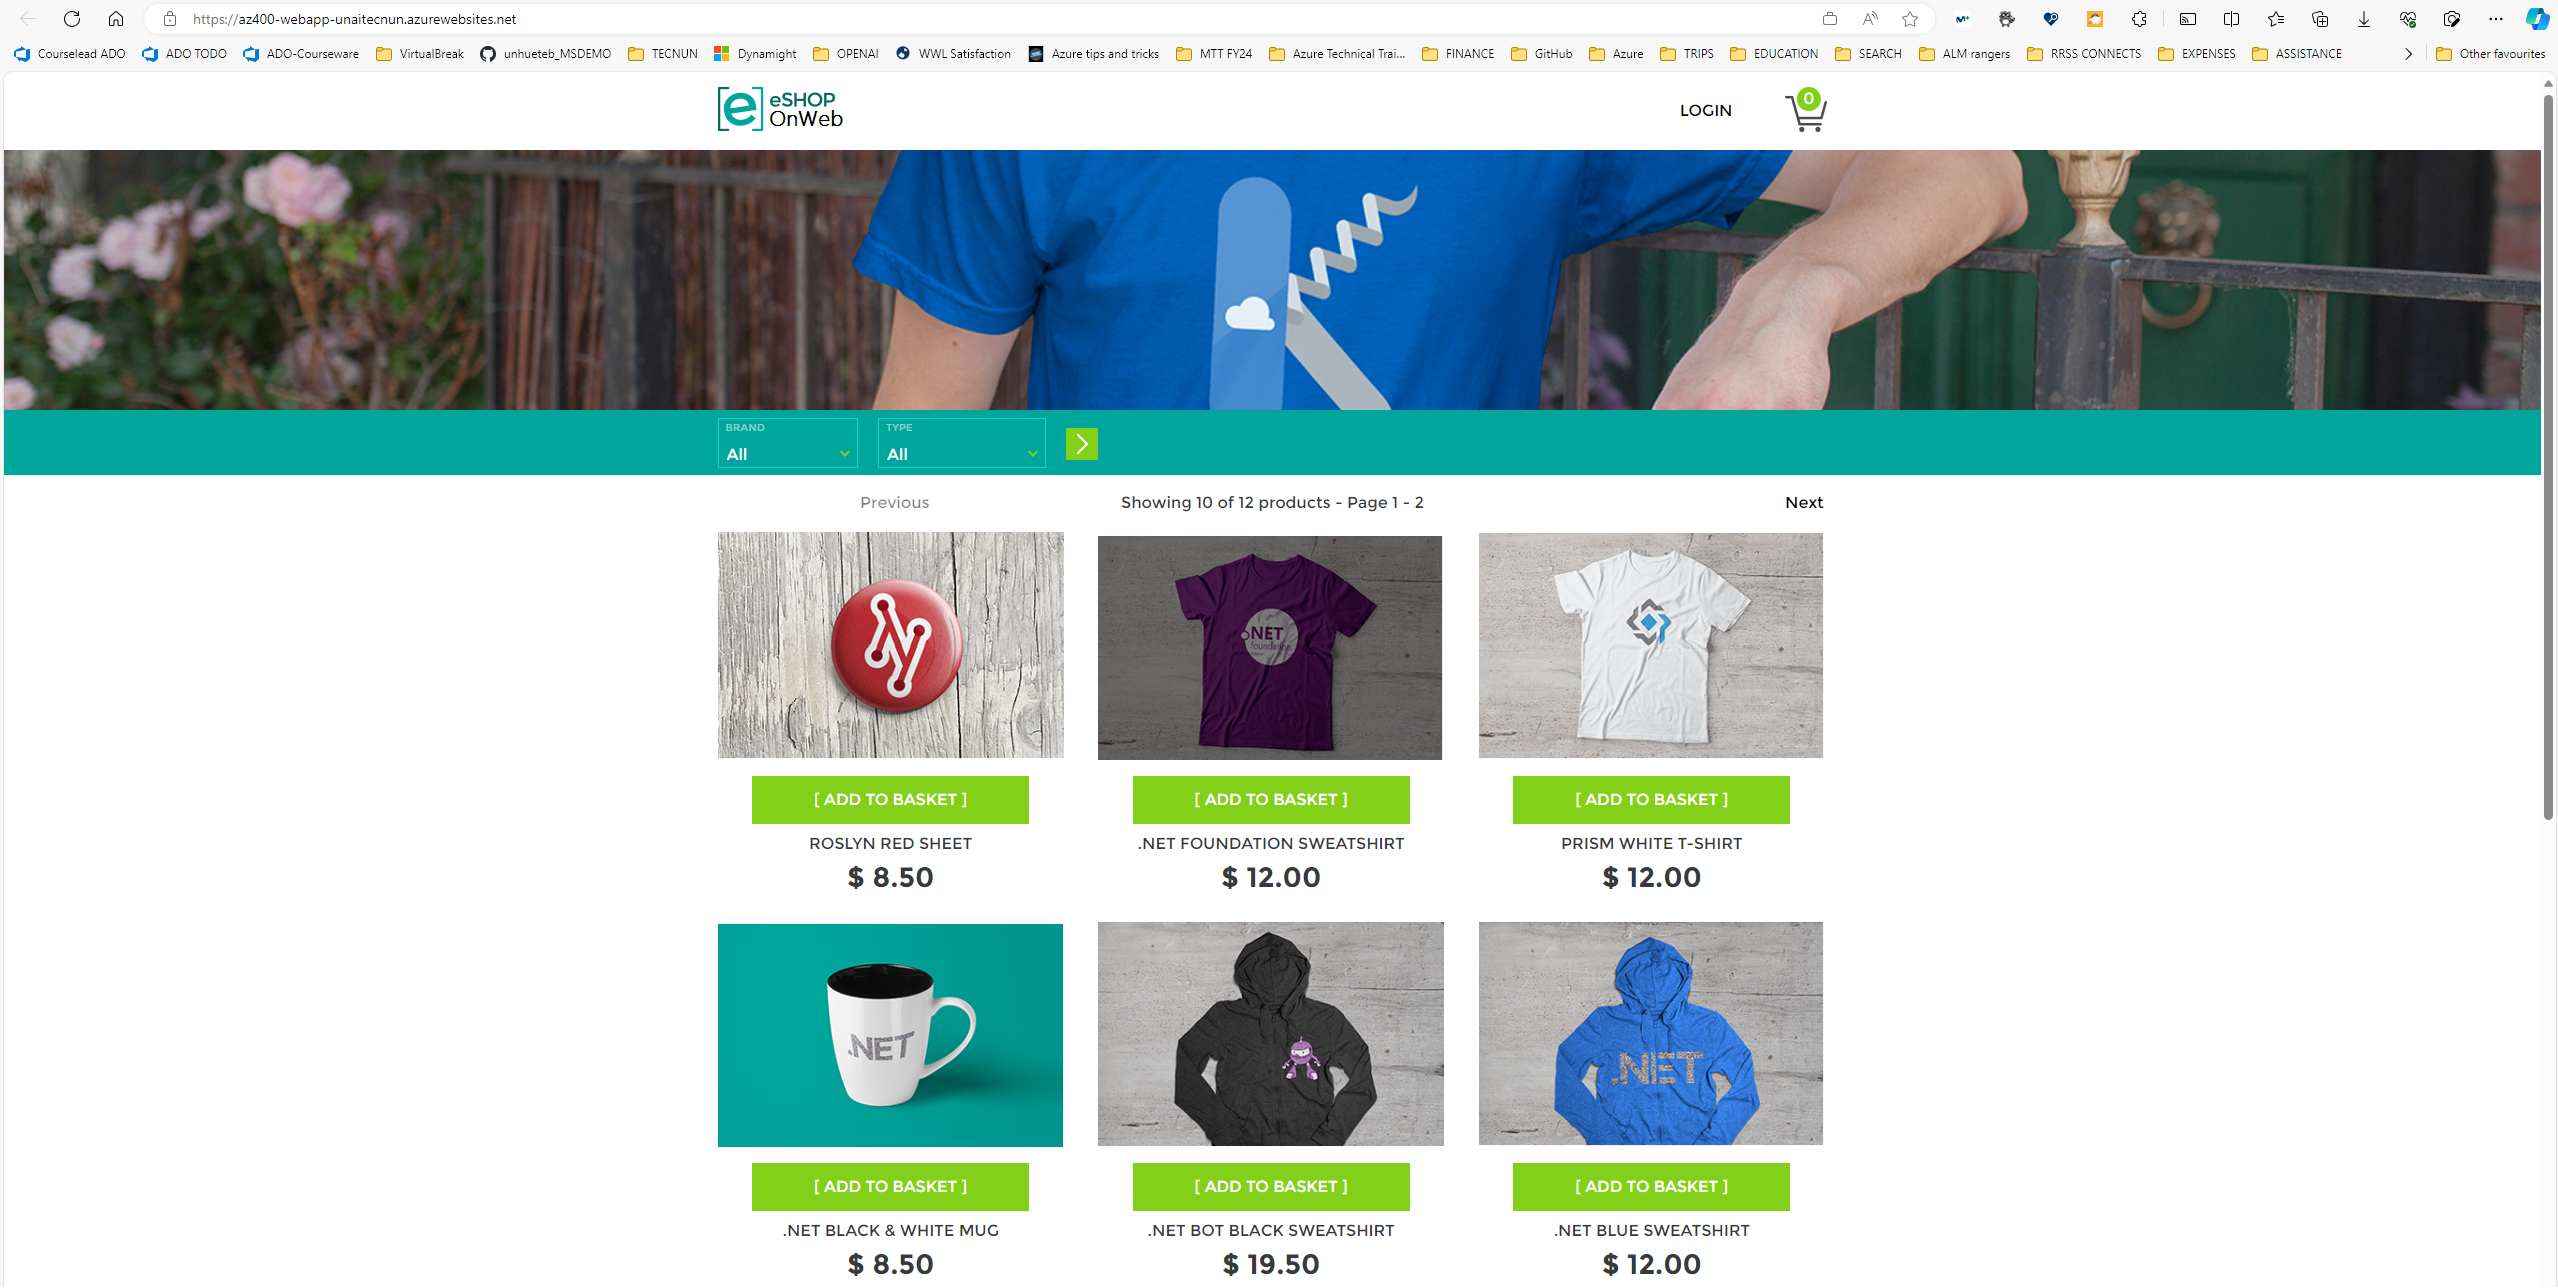 https://az400-webapp-unaitecnun.azurewebsites.net
Courselead ADO ADO TODO ADO-Courseware VirtualBreak unhueteb_MSDEMO TECNUN Dynamight OPENAI WWL Satisfaction Azure tips and tricks MTT FY24 Azure Technical Trai... FINANCE GitHub Azure TRIPS EDUCATION SEARCH ALM rangers RRSS CONNECTS EXPENSES ASSISTANCE Other favourites
e eSHOP
OnWeb
LOGIN 0
BRAND TYPE
All All
Previous Showing 10 of 12 products - Page 1 - 2 Next
.NET
foundation
[ ADD TO BASKET ] [ ADD TO BASKET ] [ ADD TO BASKET ]
ROSLYN RED SHEET .NET FOUNDATION SWEATSHIRT PRISM WHITE T-SHIRT
$ 8.50 $ 12.00 $ 12.00
.NET .NET
[ ADD TO BASKET ] [ ADD TO BASKET ] [ ADD TO BASKET ]
.NET BLACK & WHITE MUG .NET BOT BLACK SWEATSHIRT .NET BLUE SWEATSHIRT
$ 8.50 $ 19.50 $ 12.00